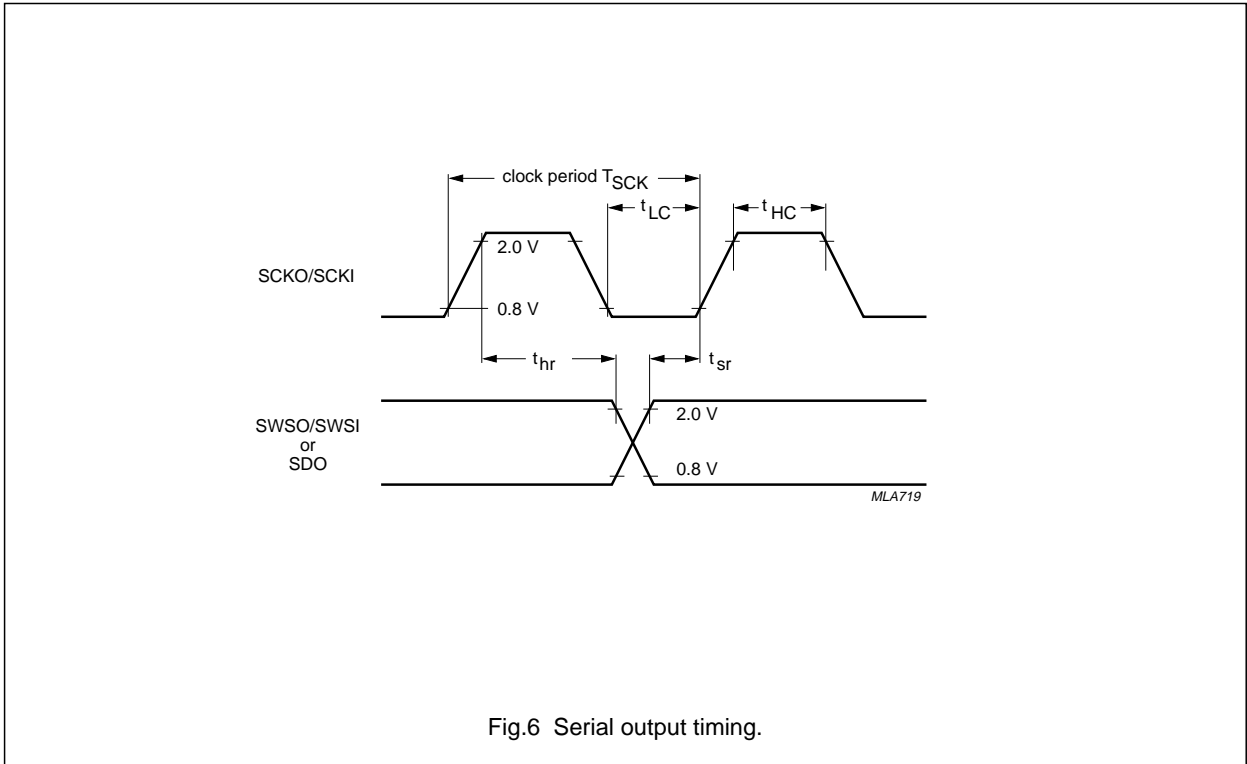 clock period TSCK
tLC
tHC
2.0 V
SCKO/SCKI
0.8 V
thr
tsr
2.0 V
SWSO/SWSI
or
SDO
0.8 V
MLA719
Fig.6 Serial output timing.